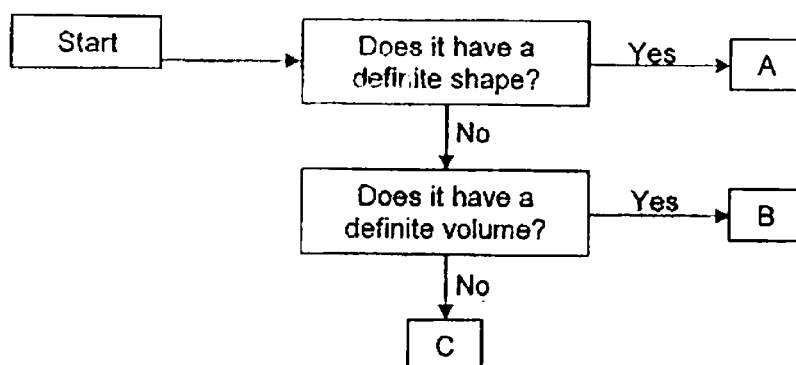 Start
Does it have a
definite shape?
Yes
A
No
Does it have a
definite volume?
Yes
B
No
C